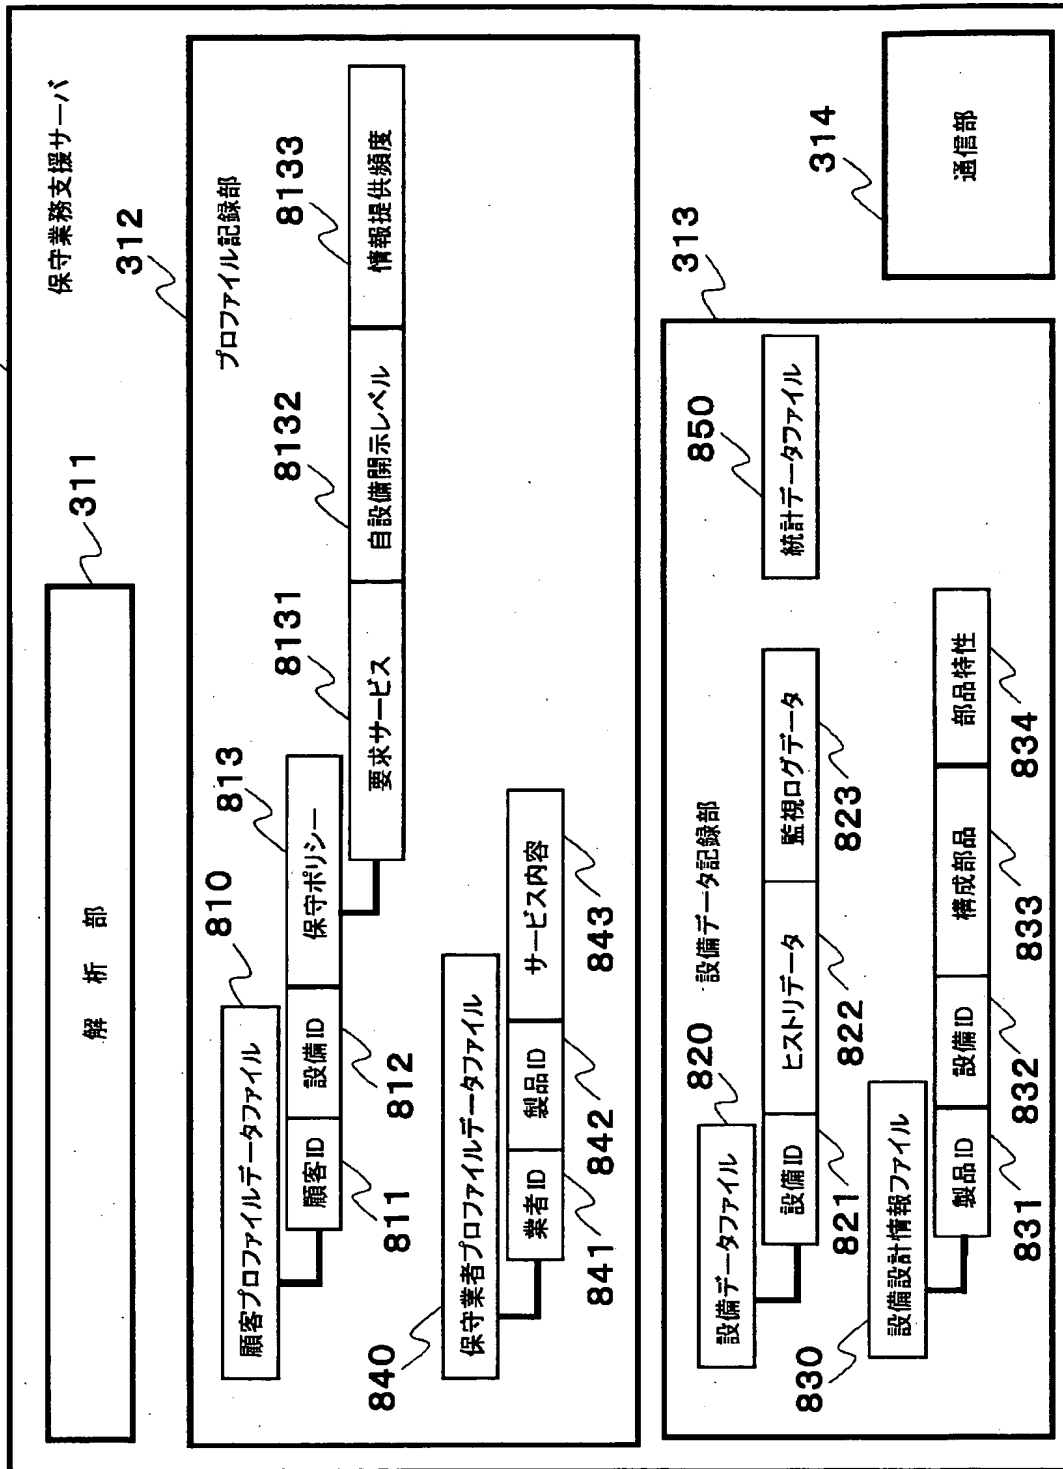 保守業務支援サーバ
解析部
311
312
プロファイル記録部
顧客プロファイルデータファイル
810
顧客ID
設備ID
保守ポリシー
811
812
813
要求サービス
自設備開示レベル
情報提供頻度
8131
8132
8133
保守業者プロファイルデータファイル
840
業者ID
製品ID
サービス内容
841
842
843
313
設備データ記録部
設備データファイル
820
設備ID
ヒストリデータ
監視ログデータ
821
822
823
統計データファイル
850
設備設計情報ファイル
830
製品ID
設備ID
構成部品
部品特性
831
832
833
834
314
通信部